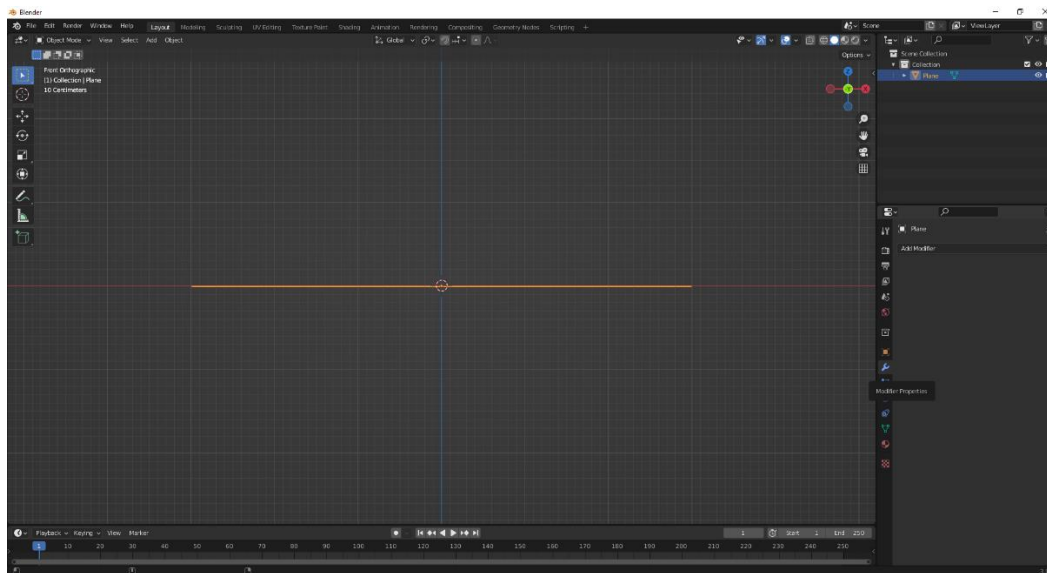 Blender
File Edit Render Window Help Layout Modeling Sculpting UV Editing Texture Paint Shading Animation Rendering Compositing Geometry Nodes Scripting + Scene ViewLayer
Object Mode View Select Add Object Global
Options
Front Orthographic
(1) Collection | Plane
10 Centimeters
Z
Y
X
Scene Collection
Collection
Plane
Plane
Add Modifier
Modifier Properties
Playback Keying View Marker 1 Start 1 End 250
1 10 20 30 40 50 60 70 80 90 100 110 120 130 140 150 160 170 180 190 200 210 220 230 240 250